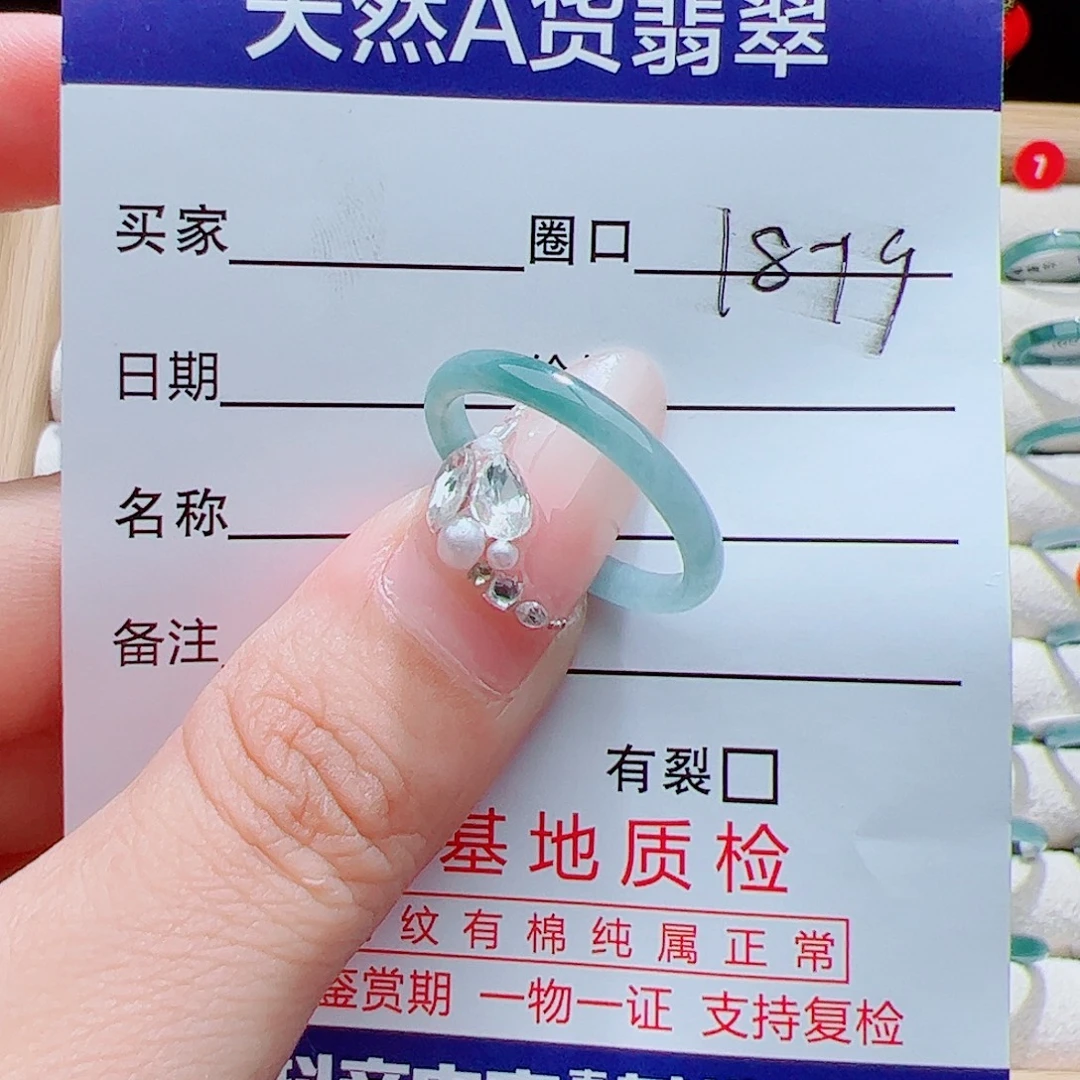 天然A货翡翠
买家 圈口 1879
日期
名称
备注
有裂
基地质检
纹有棉纯属正常
鉴赏期 一物一证 支持复检